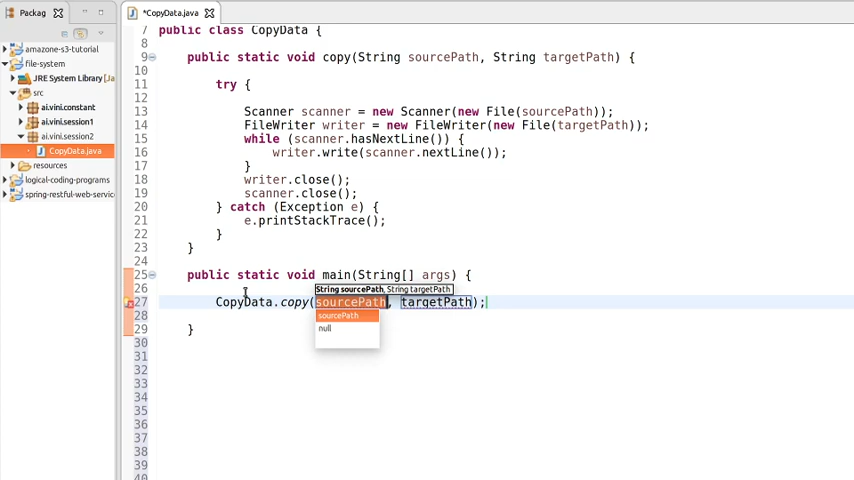 Packag
*CopyData.java
amazone-s3-tutorial
file-system
JRE System Library [Ja
src
ai.vini.constant
ai.vini.session1
ai.vini.session2
CopyData.java
resources
logical-coding-programs
spring-restful-web-service
7 public class CopyData {
8
9 public static void copy(String sourcePath, String targetPath) {
10
11 try {
12
13 Scanner scanner = new Scanner(new File(sourcePath));
14 FileWriter writer = new FileWriter(new File(targetPath));
15 while (scanner.hasNextLine()) {
16 writer.write(scanner.nextLine());
17 }
18 writer.close();
19 scanner.close();
20 } catch (Exception e) {
21 e.printStackTrace();
22 }
23 }
24
25 public static void main(String[] args) {
26
String sourcePath, String targetPath
27 CopyData.copy(sourcePath, targetPath);
28
sourcePath
null
29 }
30
31
32
33
34
35
36
37
38
39
40